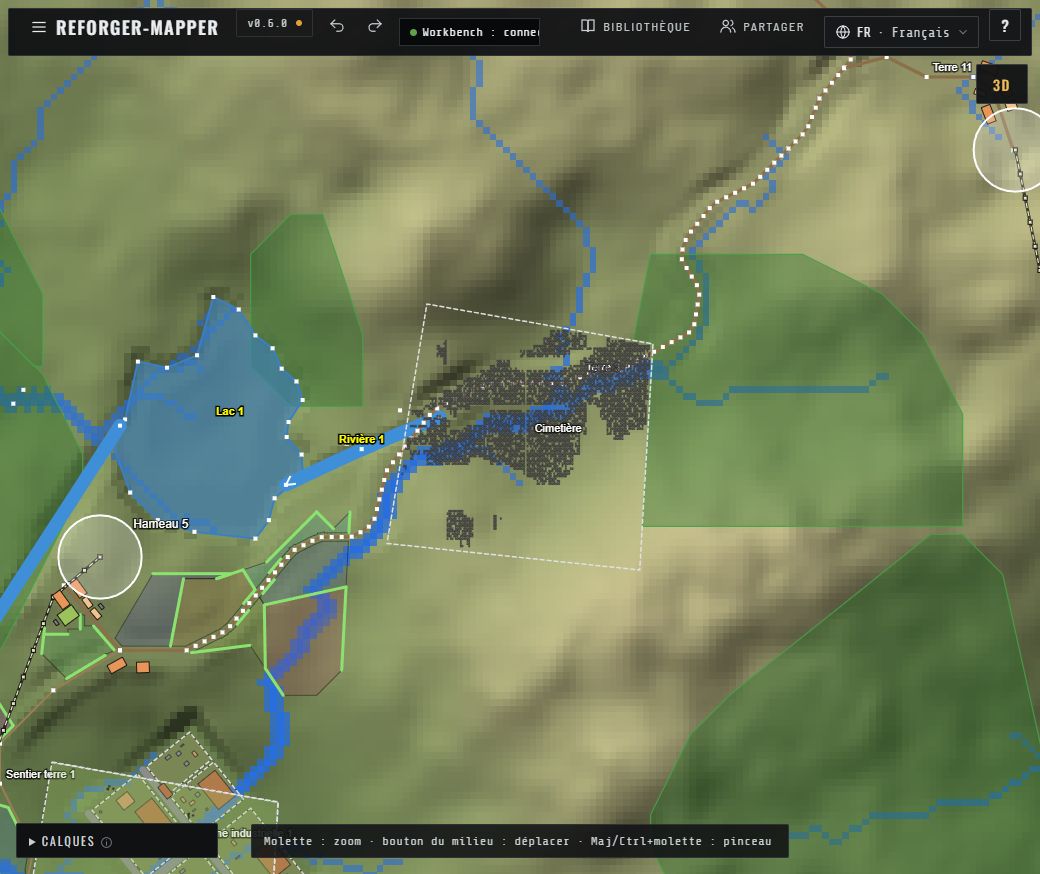 REFORGER-MAPPER
v0.6.0
Workbench : conne
BIBLIOTHÈQUE
PARTAGER
FR · Français
?
Terre 11
3D
Lac 1
Rivière 1
Cimetière
Hameau 5
Sentier terre 1
CALQUES
Molette : zoom · bouton du milieu : déplacer · Maj/Ctrl+molette : pinceau